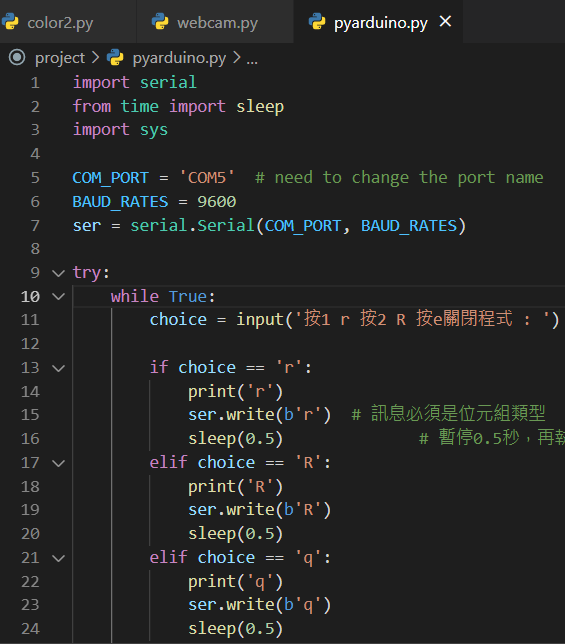 color2.py webcam.py pyarduino.py
project > pyarduino.py > ...
1 import serial
2 from time import sleep
3 import sys
4
5 COM_PORT = 'COM5'  # need to change the port name
6 BAUD_RATES = 9600
7 ser = serial.Serial(COM_PORT, BAUD_RATES)
8
9 try:
10     while True:
11         choice = input('按1 r 按2 R 按e關閉程式 : ')
12
13         if choice == 'r':
14             print('r')
15             ser.write(b'r')  # 訊息必須是位元組類型
16             sleep(0.5)              # 暫停0.5秒，再執
17         elif choice == 'R':
18             print('R')
19             ser.write(b'R')
20             sleep(0.5)
21         elif choice == 'q':
22             print('q')
23             ser.write(b'q')
24             sleep(0.5)